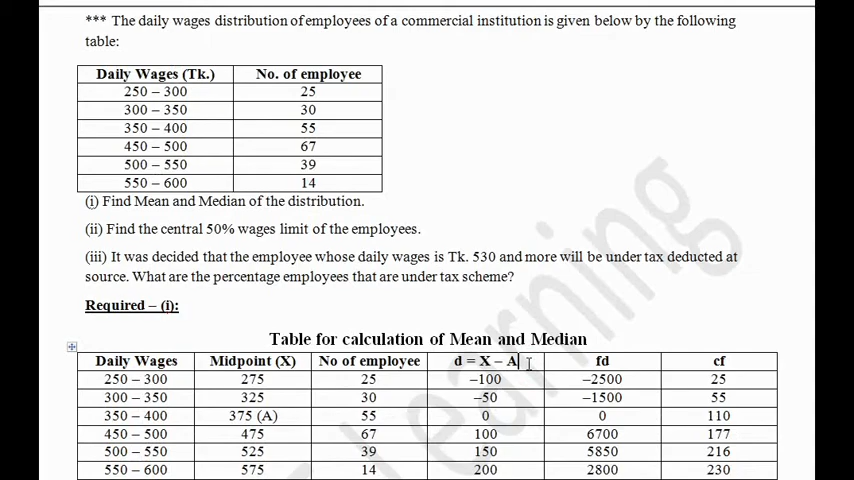 *** The daily wages distribution of employees of a commercial institution is given below by the following
table:
Daily Wages (Tk.) No. of employee
250 – 300 25
300 – 350 30
350 – 400 55
450 – 500 67
500 – 550 39
550 – 600 14
(i) Find Mean and Median of the distribution.
(ii) Find the central 50% wages limit of the employees.
(iii) It was decided that the employee whose daily wages is Tk. 530 and more will be under tax deducted at
source. What are the percentage employees that are under tax scheme?
Required – (i):
Table for calculation of Mean and Median
Daily Wages Midpoint (X) No of employee d = X – A fd cf
250 – 300 275 25 –100 –2500 25
300 – 350 325 30 –50 –1500 55
350 – 400 375 (A) 55 0 0 110
450 – 500 475 67 100 6700 177
500 – 550 525 39 150 5850 216
550 – 600 575 14 200 2800 230
Learning